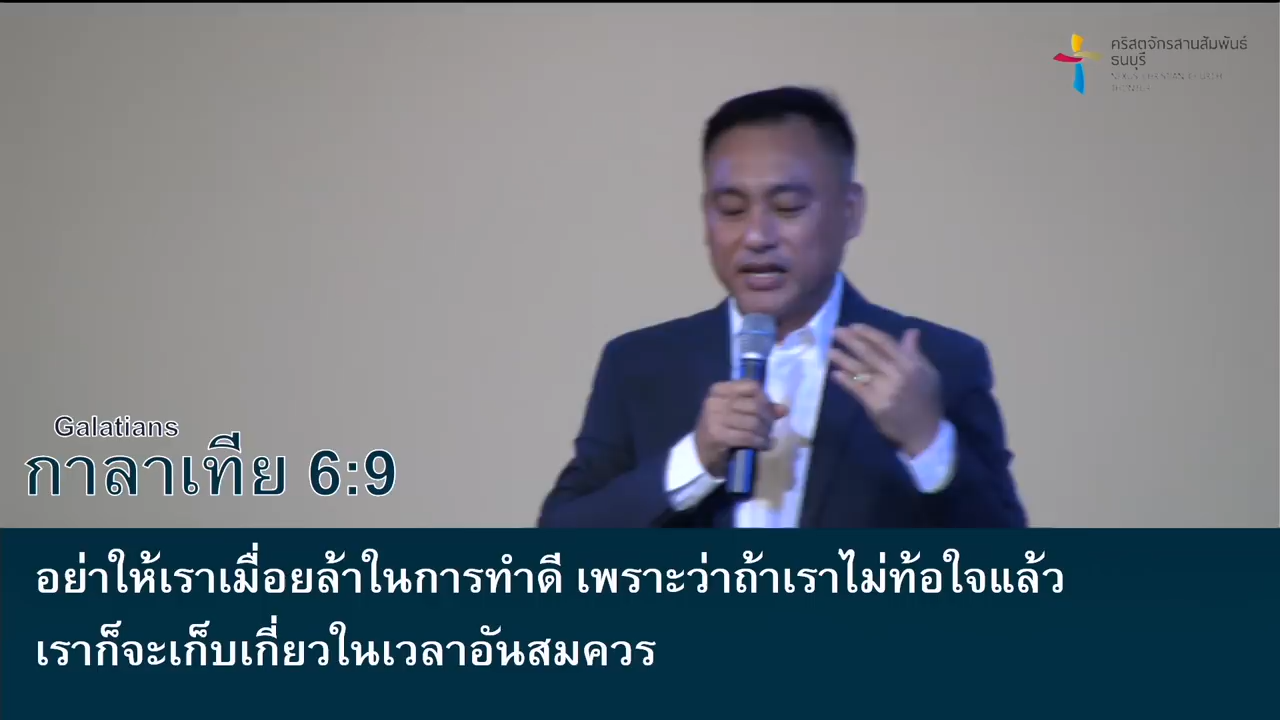 คริสตจักรสานสัมพันธ์
ธนบุรี
Galatians
กาลาเทีย 6:9
อย่าให้เราเมื่อยล้าในการทำดี เพราะว่าถ้าเราไม่ท้อใจแล้ว
เราก็จะเก็บเกี่ยวในเวลาอันสมควร